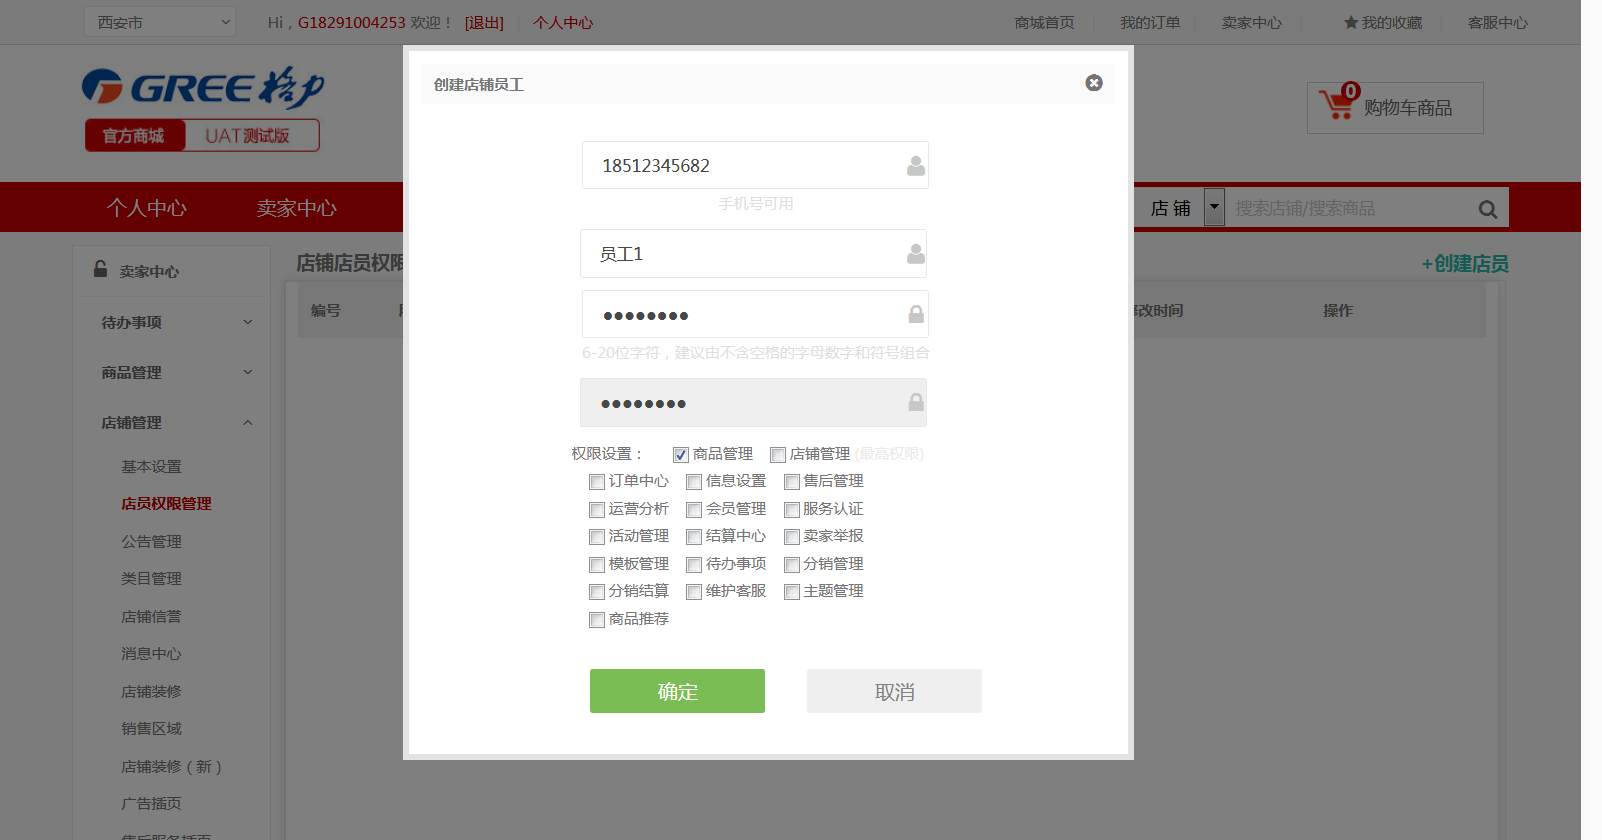 西安市
Hi，G18291004253 欢迎！ [退出] 个人中心
商城首页 我的订单 卖家中心 我的收藏 客服中心
GREE 格力
官方商城 UAT测试版
0 购物车商品
个人中心 卖家中心
店 铺 搜索店铺/搜索商品
卖家中心
待办事项
商品管理
店铺管理
基本设置
店员权限管理
公告管理
类目管理
店铺信誉
消息中心
店铺装修
销售区域
店铺装修（新）
广告插页
售后服务插页
店铺店员权限
+创建店员
编号 修改时间 操作
创建店铺员工
18512345682
手机号可用
员工1
●●●●●●●●
6-20位字符，建议由不含空格的字母数字和符号组合
●●●●●●●●
权限设置： 商品管理 店铺管理 (最高权限)
订单中心 信息设置 售后管理
运营分析 会员管理 服务认证
活动管理 结算中心 卖家举报
模板管理 待办事项 分销管理
分销结算 维护客服 主题管理
商品推荐
确定 取消